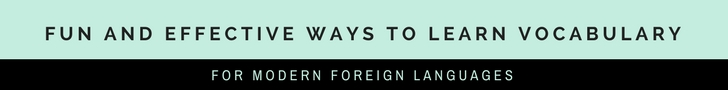 FUN AND EFFECTIVE WAYS TO LEARN VOCABULARY
FOR MODERN FOREIGN LANGUAGES